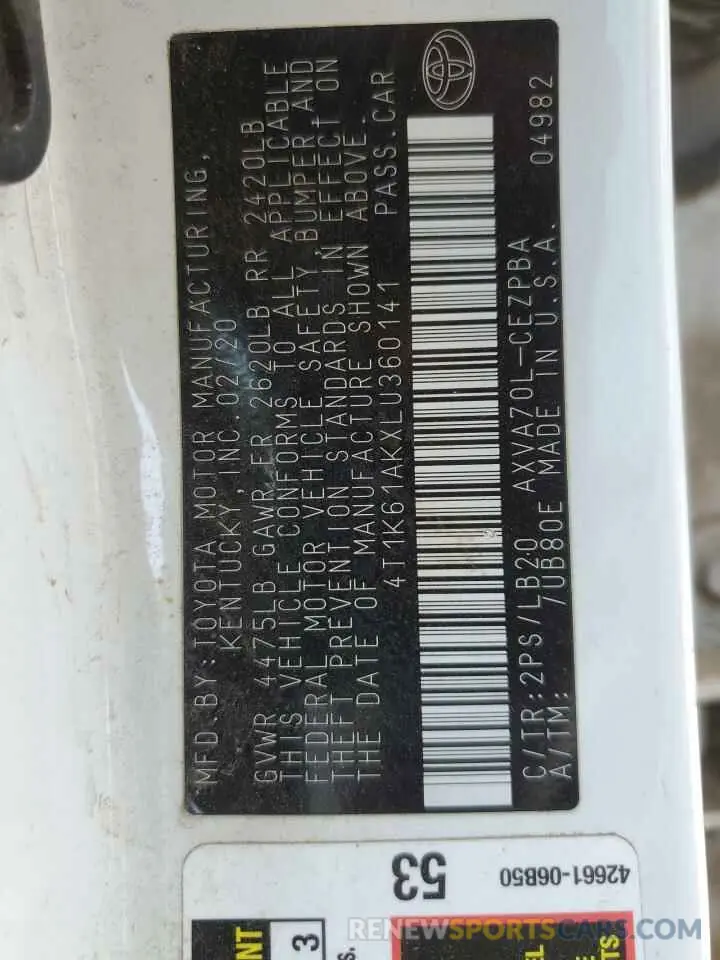 MFD.BY:TOYOTA MOTOR MANUFACTURING,
KENTUCKY, INC. 02/20
GVWR 4475LB GAWR FR 2620LB RR 2420LB
THIS VEHICLE CONFORMS TO ALL APPLICABLE
FEDERAL MOTOR VEHICLE SAFETY, BUMPER, AND
THEFT PREVENTION STANDARDS IN EFFECT ON
THE DATE OF MANUFACTURE SHOWN ABOVE.
4T1K61AKXLU360141 PASS.CAR
C/TR:2PS/LB20 AXVA70L-CEZPBA
A/TM: 7UB80E MADE IN U.S.A. 04982
53
42661-06B50
3
RENEWSPORTSCARS.COM